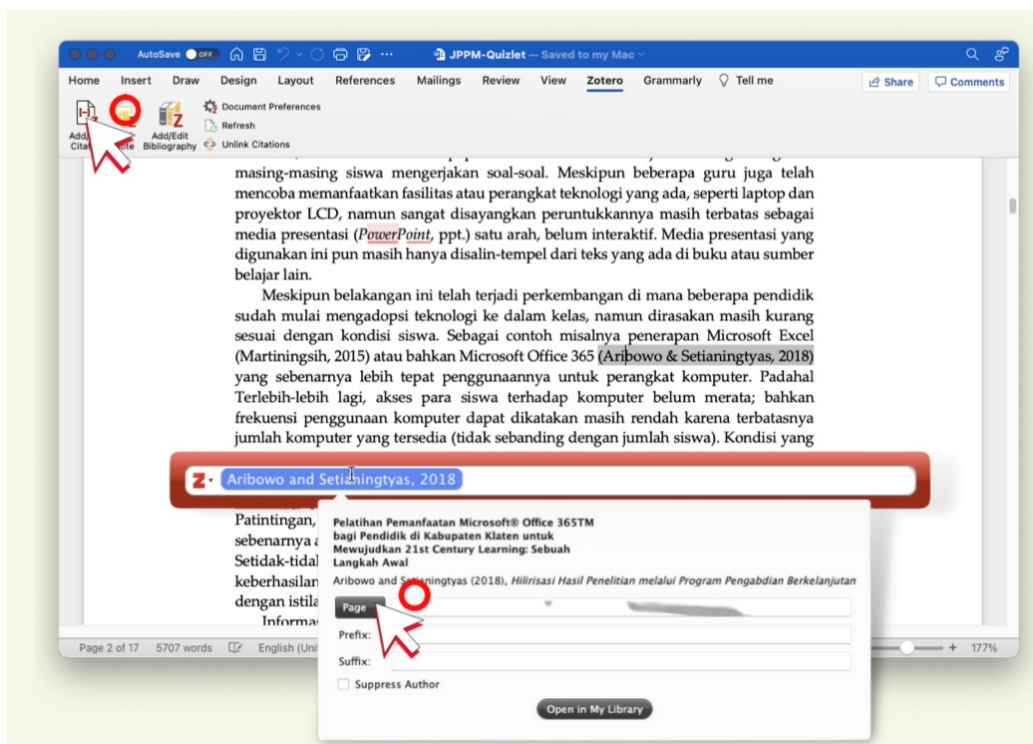 AutoSave OFF JPPM-Quizlet — Saved to my Mac
Home Insert Draw Design Layout References Mailings Review View Zotero Grammarly Tell me Share Comments
Document Preferences
Refresh
Unlink Citations
Add/Edit
Bibliography
masing-masing siswa mengerjakan soal-soal. Meskipun beberapa guru juga telah
mencoba memanfaatkan fasilitas atau perangkat teknologi yang ada, seperti laptop dan
proyektor LCD, namun sangat disayangkan peruntukkannya masih terbatas sebagai
media presentasi (PowerPoint, ppt.) satu arah, belum interaktif. Media presentasi yang
digunakan ini pun masih hanya disalin-tempel dari teks yang ada di buku atau sumber
belajar lain.
Meskipun belakangan ini telah terjadi perkembangan di mana beberapa pendidik
sudah mulai mengadopsi teknologi ke dalam kelas, namun dirasakan masih kurang
sesuai dengan kondisi siswa. Sebagai contoh misalnya penerapan Microsoft Excel
(Martiningsih, 2015) atau bahkan Microsoft Office 365 (Aribowo & Setianingtyas, 2018)
yang sebenarnya lebih tepat penggunaannya untuk perangkat komputer. Padahal
Terlebih-lebih lagi, akses para siswa terhadap komputer belum merata; bahkan
frekuensi penggunaan komputer dapat dikatakan masih rendah karena terbatasnya
jumlah komputer yang tersedia (tidak sebanding dengan jumlah siswa). Kondisi yang
Z Aribowo and Setianingtyas, 2018
Patintingan,
sebenarnya
Setidak-tidal
keberhasilan
dengan istila
Informa
Pelatihan Pemanfaatan Microsoft® Office 365TM
bagi Pendidik di Kabupaten Klaten untuk
Mewujudkan 21st Century Learning: Sebuah
Langkah Awal
Aribowo and Setianingtyas (2018), Hilirisasi Hasil Penelitian melalui Program Pengabdian Berkelanjutan
Page
Prefix:
Suffix:
Suppress Author
Open in My Library
Page 2 of 17 5707 words English (Uni 177%